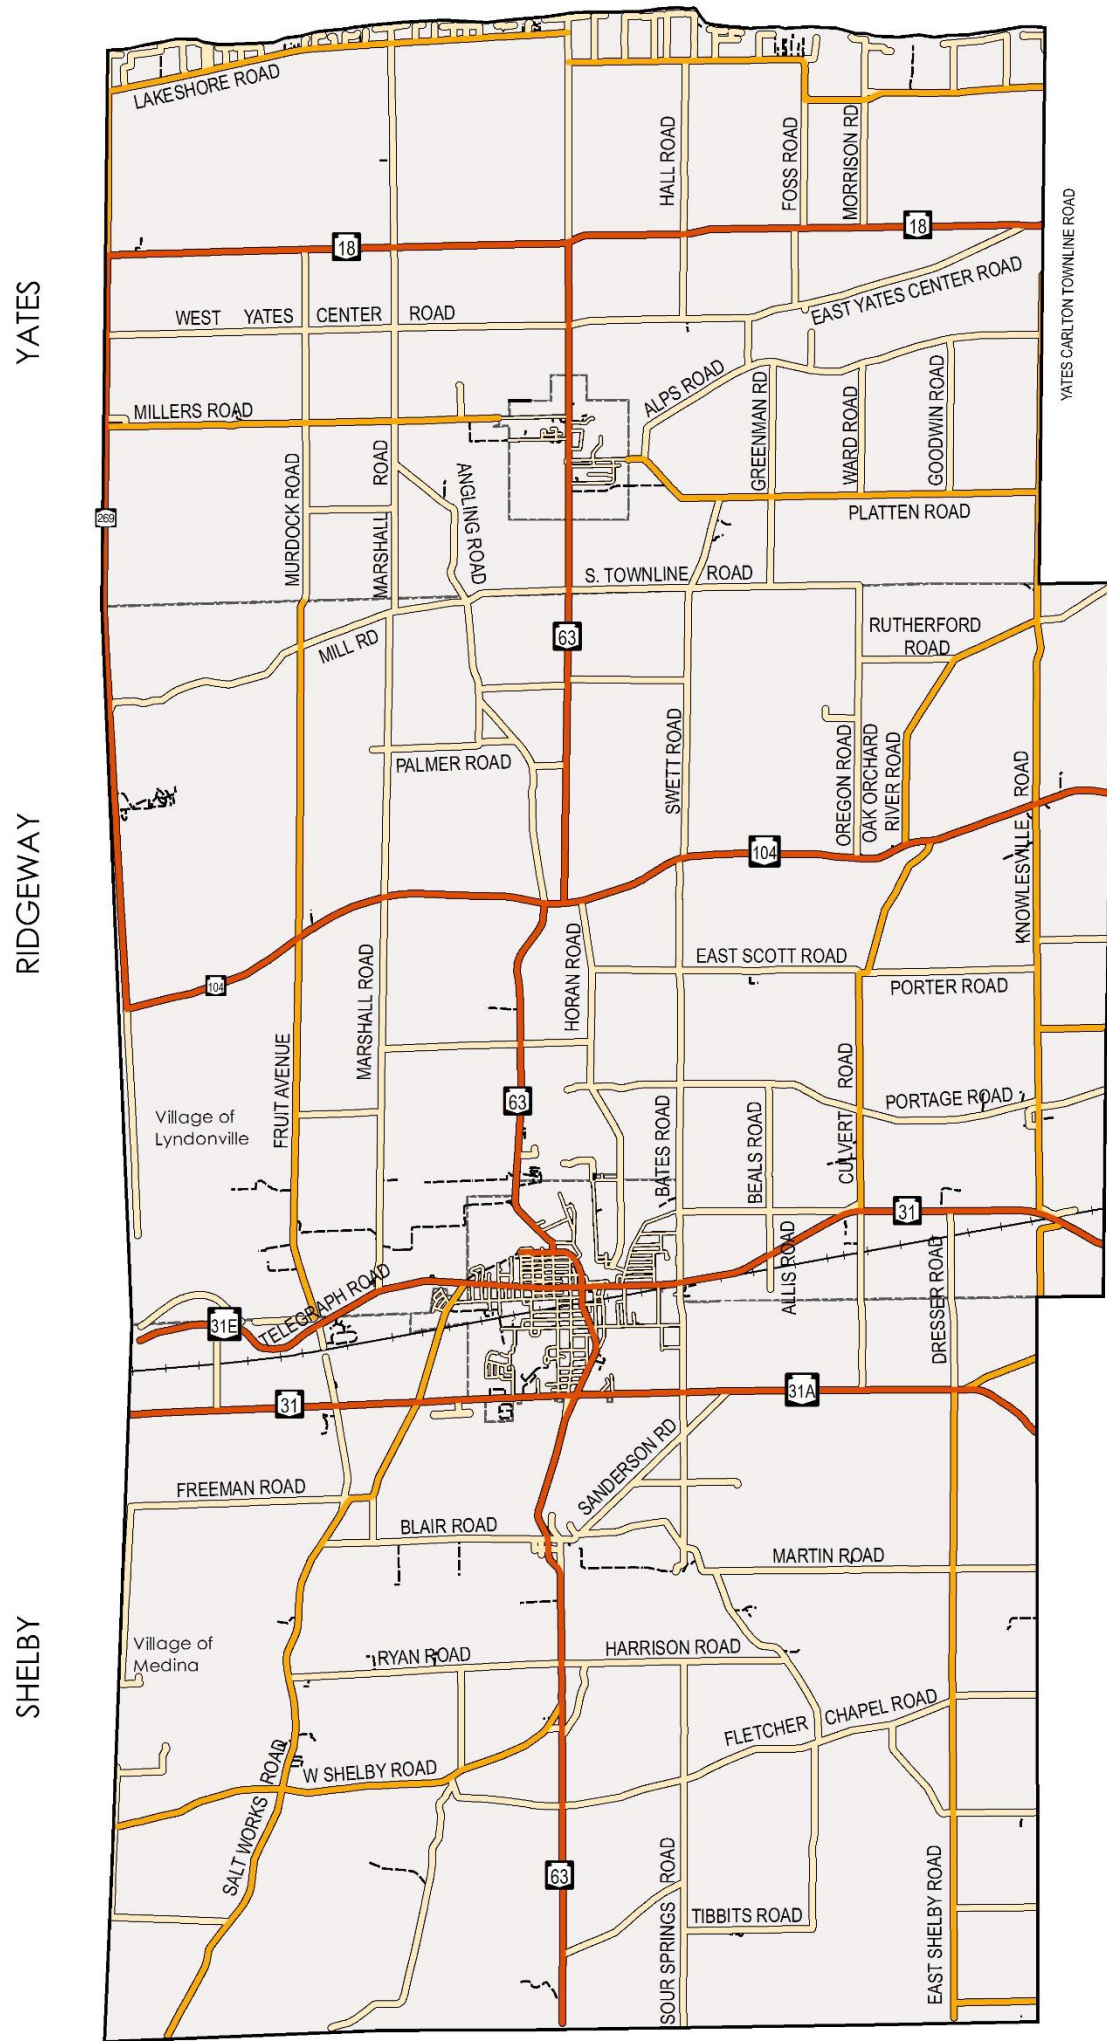 LAKESHORE ROAD
HALL ROAD
FOSS ROAD
MORRISON RD
YATES CARLTON TOWNLINE ROAD
18
18
YATES
WEST YATES CENTER ROAD
EAST YATES CENTER ROAD
MILLERS ROAD
ALPS ROAD
GREENMAN RD
WARD ROAD
GOODWIN ROAD
MURDOCK ROAD
MARSHALL ROAD
ANGLING ROAD
PLATTEN ROAD
269
S. TOWNLINE ROAD
63
MILL RD
RUTHERFORD
ROAD
SWETT ROAD
OREGON ROAD
OAK ORCHARD
RIVER ROAD
KNOWLESVILLE ROAD
PALMER ROAD
RIDGEWAY
104
104
MARSHALL ROAD
HORAN ROAD
EAST SCOTT ROAD
PORTER ROAD
FRUIT AVENUE
63
Village of
Lyndonville
BATES ROAD
BEALS ROAD
CULVERT ROAD
PORTAGE ROAD
31
ALLIS ROAD
DRESSER ROAD
TELEGRAPH ROAD
31E
31
31A
SANDERSON RD
FREEMAN ROAD
BLAIR ROAD
MARTIN ROAD
SHELBY
Village of
Medina
RYAN ROAD
HARRISON ROAD
FLETCHER CHAPEL ROAD
W SHELBY ROAD
SALT WORKS ROAD
63
SOUR SPRINGS ROAD
TIBBITS ROAD
EAST SHELBY ROAD